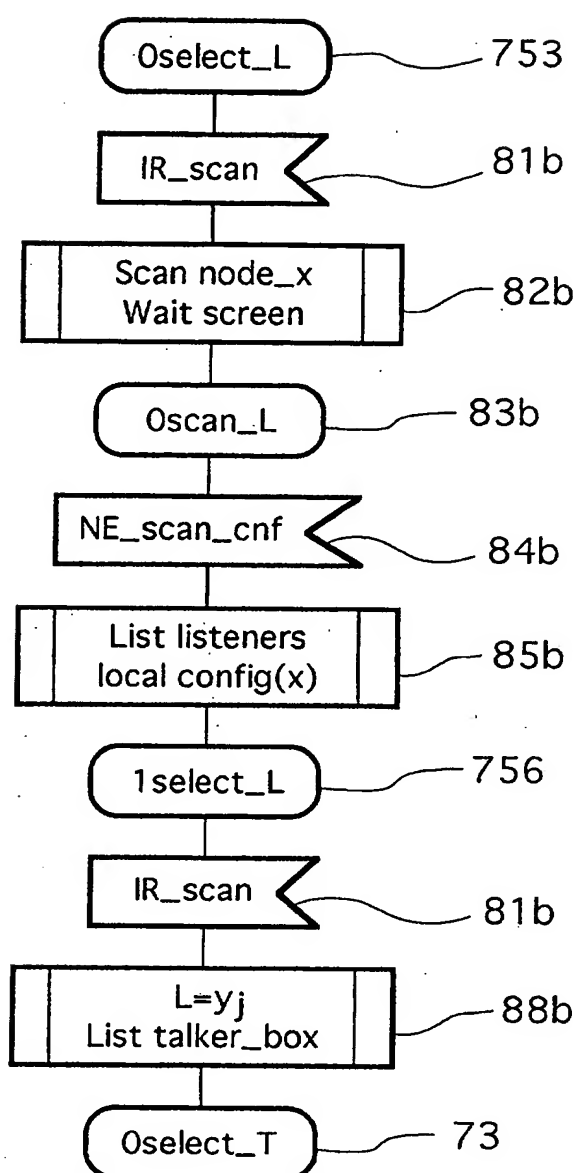 0select_L
753
IR_scan
81b
Scan node_x
Wait screen
82b
0scan_L
83b
NE_scan_cnf
84b
List listeners
local config(x)
85b
1select_L
756
IR_scan
81b
L=yj
List talker_box
88b
0select_T
73